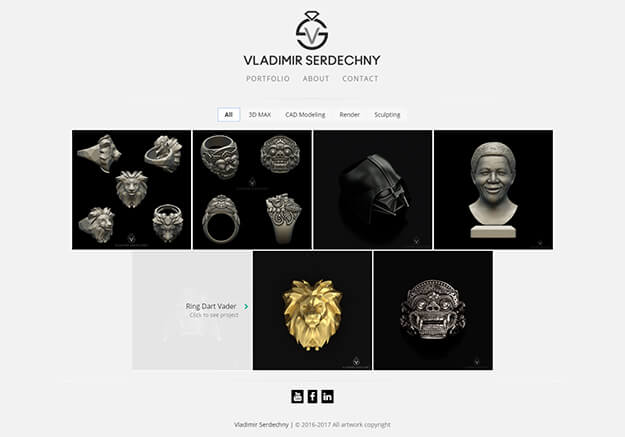 VLADIMIR SERDECHNY
PORTFOLIO ABOUT CONTACT
All 3D MAX CAD Modeling Render Sculpting
Ring Dart Vader
Click to see project
Vladimir Serdechny | © 2016-2017 All artwork copyright